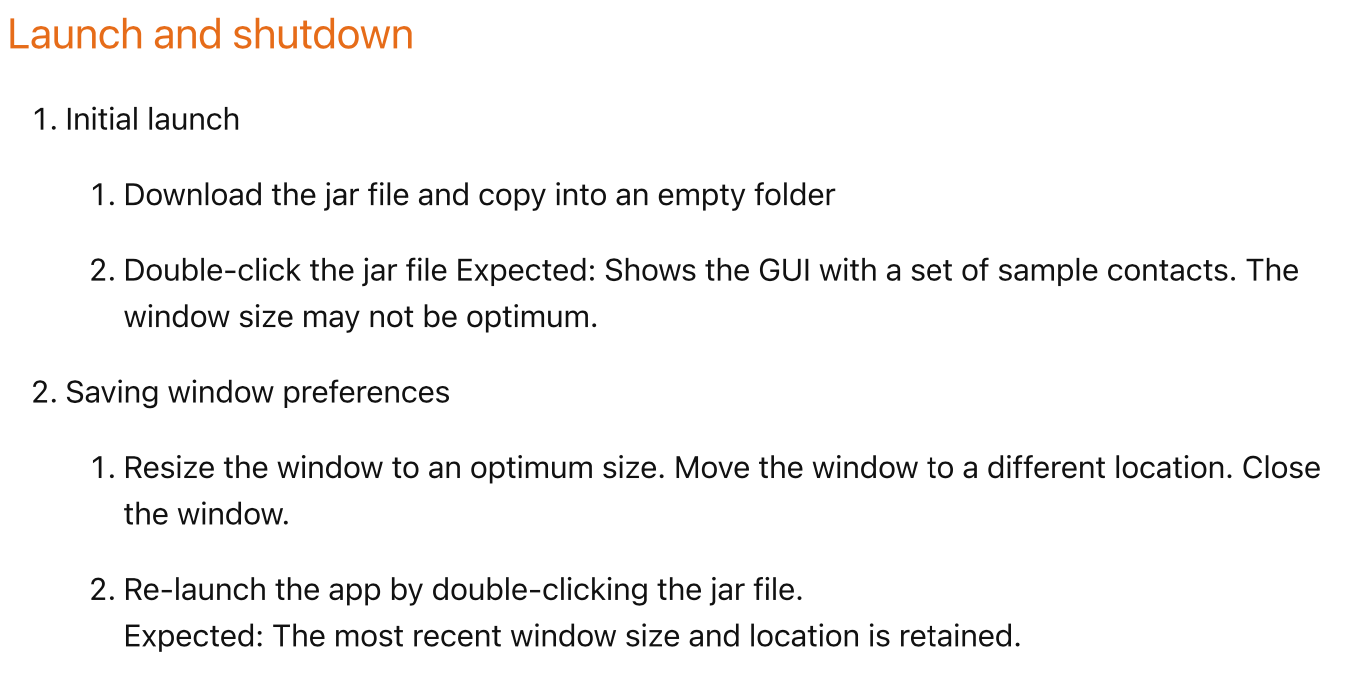 Launch and shutdown
1. Initial launch
1. Download the jar file and copy into an empty folder
2. Double-click the jar file Expected: Shows the GUI with a set of sample contacts. The
window size may not be optimum.
2. Saving window preferences
1. Resize the window to an optimum size. Move the window to a different location. Close
the window.
2. Re-launch the app by double-clicking the jar file.
Expected: The most recent window size and location is retained.